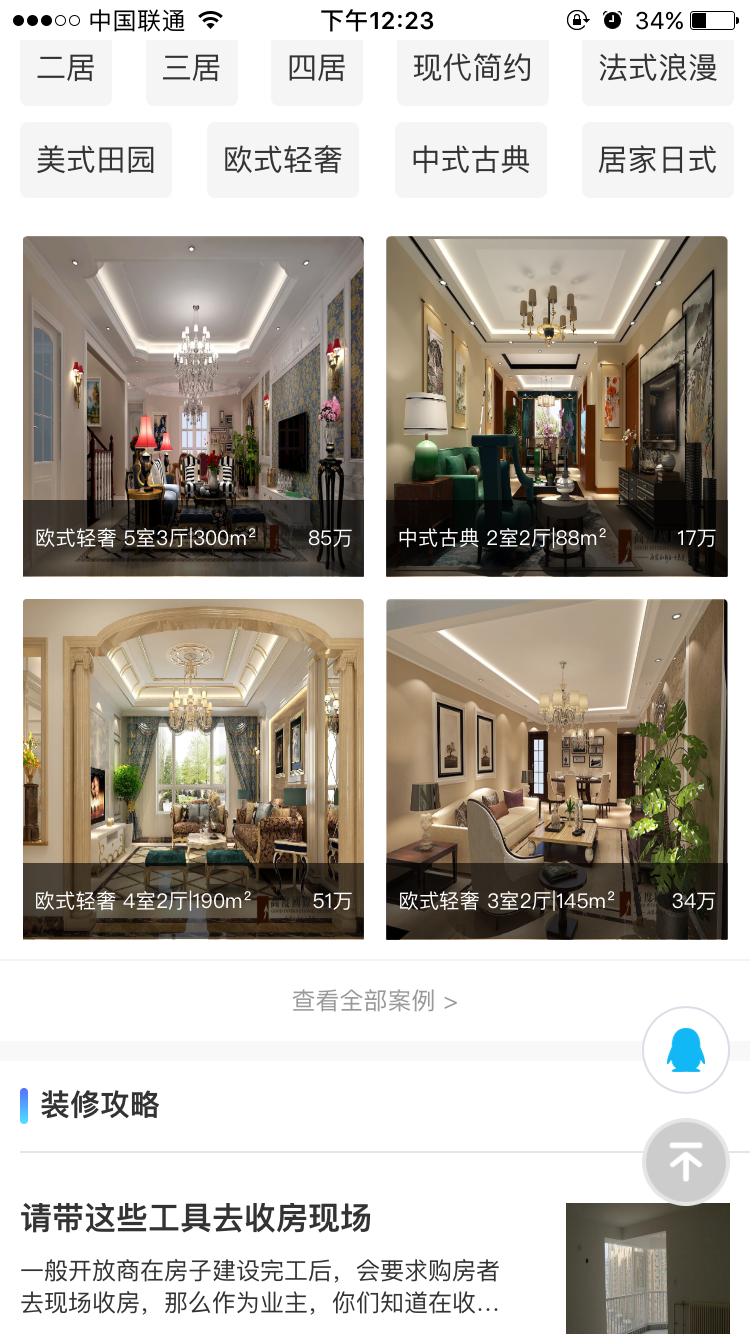 中国联通 下午12:23 34%
二居 三居 四居 现代简约 法式浪漫
美式田园 欧式轻奢 中式古典 居家日式
欧式轻奢 5室3厅|300m² 85万
中式古典 2室2厅|88m² 17万
欧式轻奢 4室2厅|190m² 51万
欧式轻奢 3室2厅|145m² 34万
查看全部案例 >
装修攻略
请带这些工具去收房现场
一般开放商在房子建设完工后，会要求购房者
去现场收房，那么作为业主，你们知道在收...